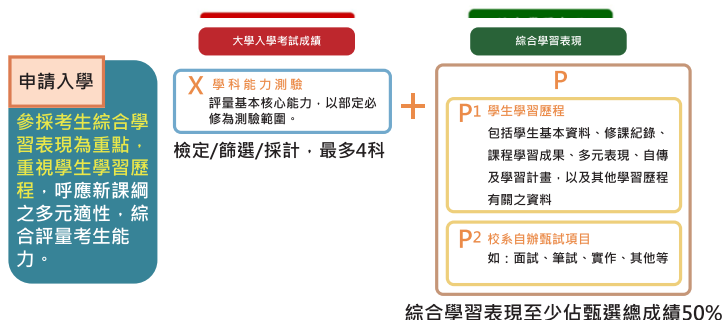 大學入學考試成績
綜合學習表現
申請入學
參採考生綜合學
習表現為重點，
重視學生學習歷
程，呼應新課綱
之多元適性，綜
合評量考生能
力。
X 學科能力測驗
評量基本核心能力，以部定必
修為測驗範圍。
檢定/篩選/採計，最多4科
+
P
P1 學生學習歷程
包括學生基本資料、修課紀錄、
課程學習成果、多元表現、自傳
及學習計畫，以及其他學習歷程
有關之資料
P2 校系自辦甄試項目
如：面試、筆試、實作、其他等
綜合學習表現至少佔甄選總成績50%